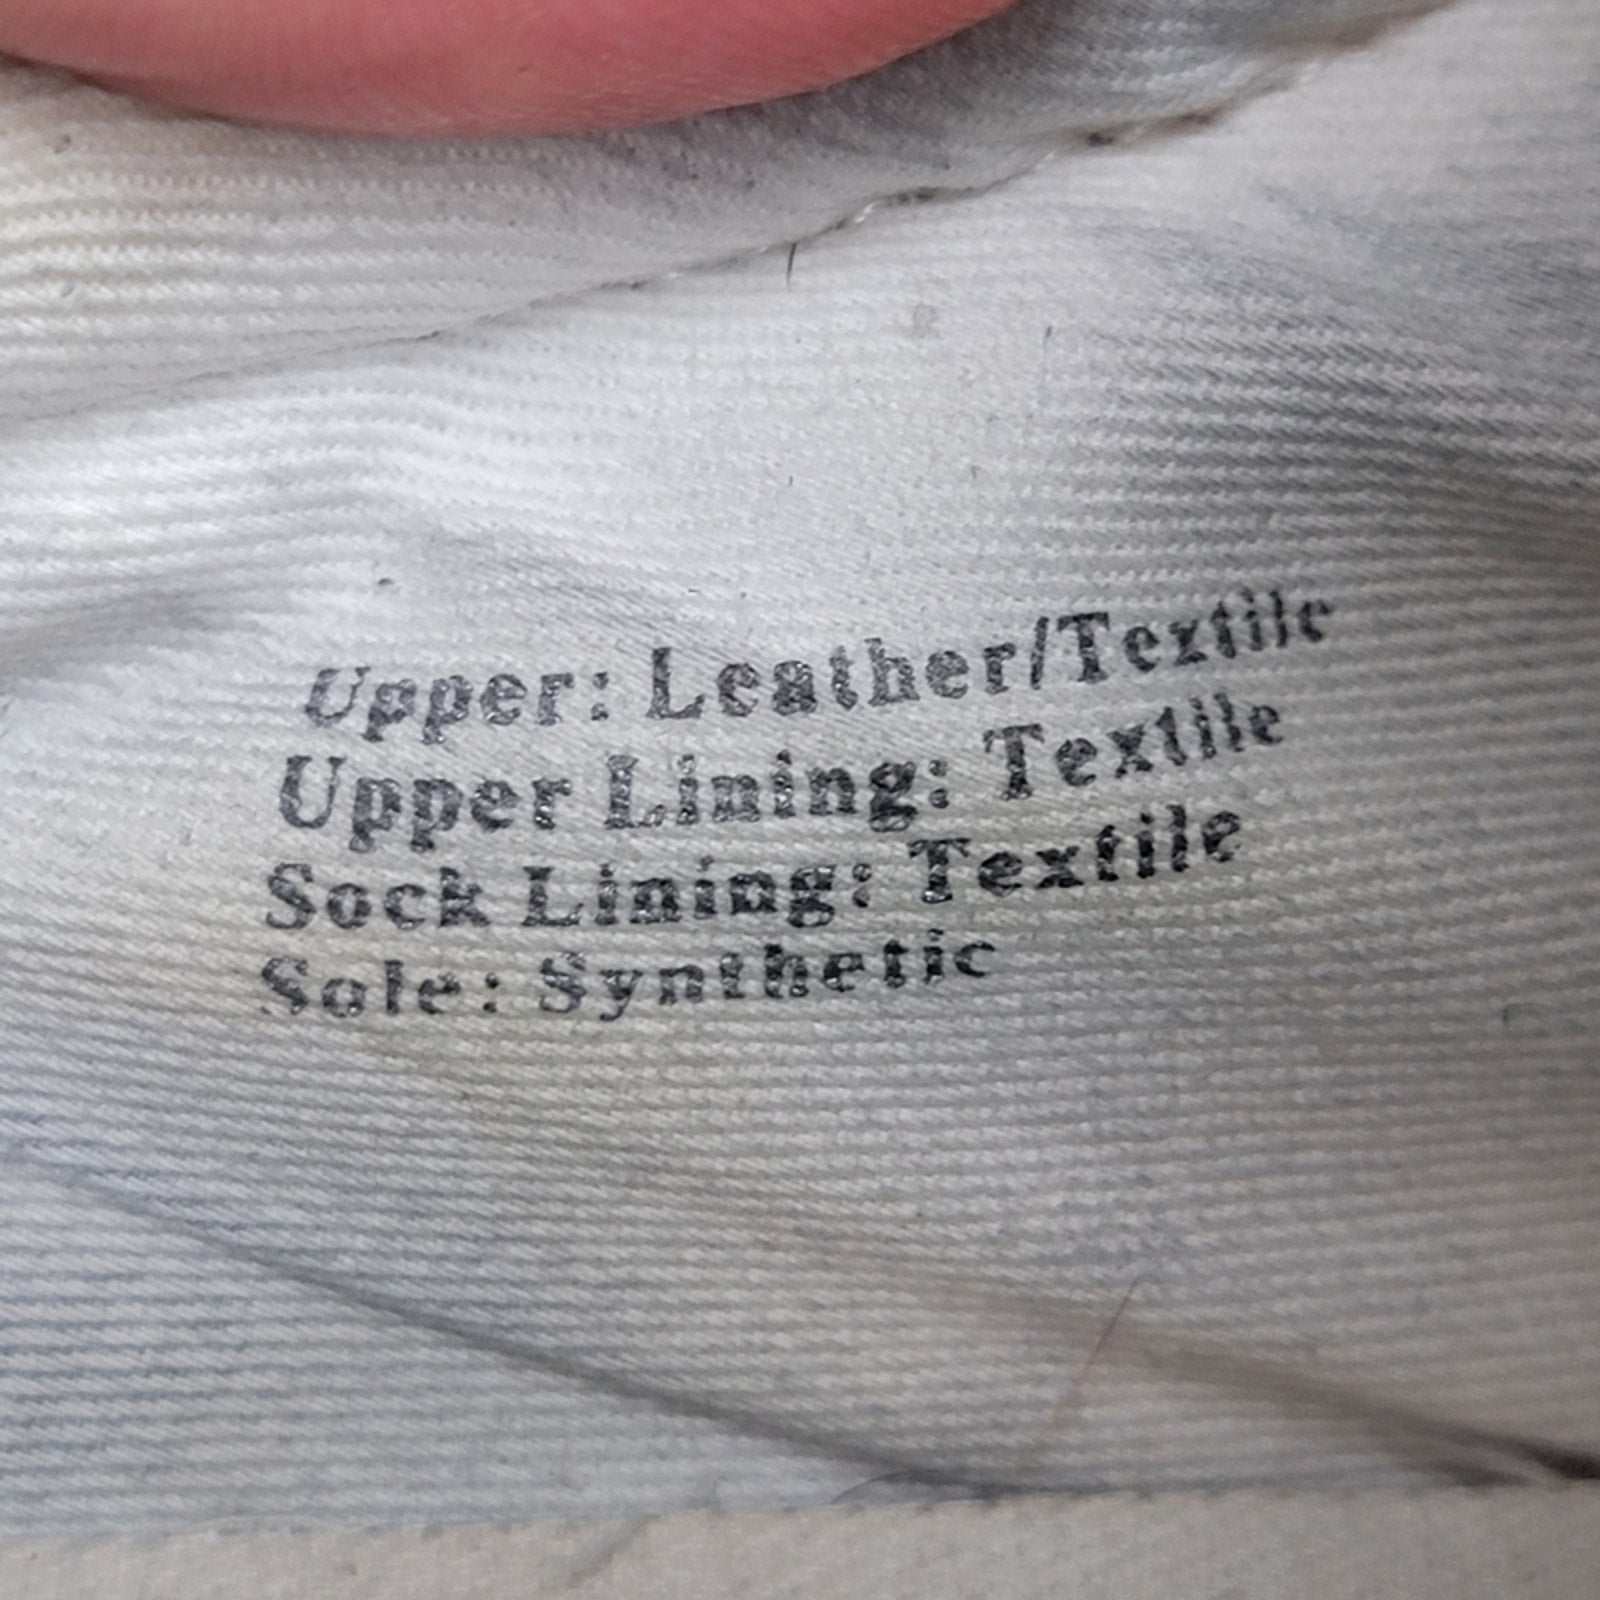 Upper: Leather/Textile
Upper Lining: Textile
Sock Lining: Textile
Sole: Synthetic